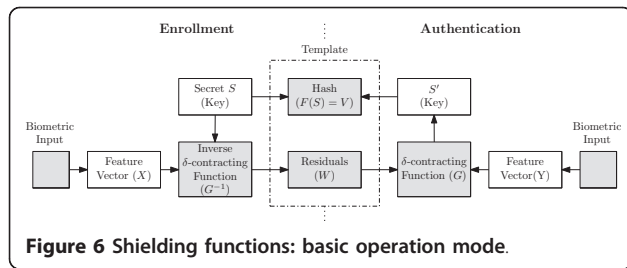 Enrollment
Authentication
Template
Secret S
(Key)
Hash
(F(S) = V)
S′
(Key)
Biometric
Input
Feature
Vector (X)
Inverse
δ-contracting
Function
(G⁻¹)
Residuals
(W)
δ-contracting
Function (G)
Feature
Vector(Y)
Biometric
Input
Figure 6 Shielding functions: basic operation mode.